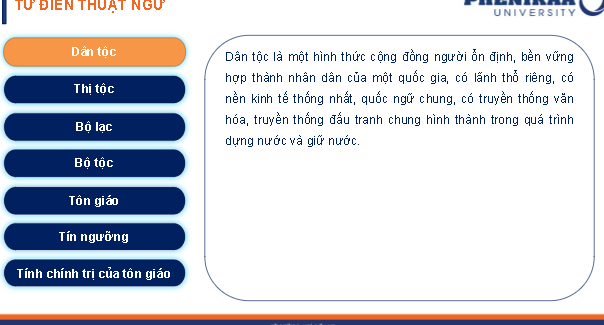 TỪ ĐIỂN THUẬT NGỮ
PHENIKAA
UNIVERSITY
Dân tộc
Thị tộc
Bộ lạc
Bộ tộc
Tôn giáo
Tín ngưỡng
Tính chính trị của tôn giáo
Dân tộc là một hình thức cộng đồng người ổn định, bền vững
hợp thành nhân dân của một quốc gia, có lãnh thổ riêng, có
nền kinh tế thống nhất, quốc ngữ chung, có truyền thống văn
hóa, truyền thống đấu tranh chung hình thành trong quá trình
dựng nước và giữ nước.